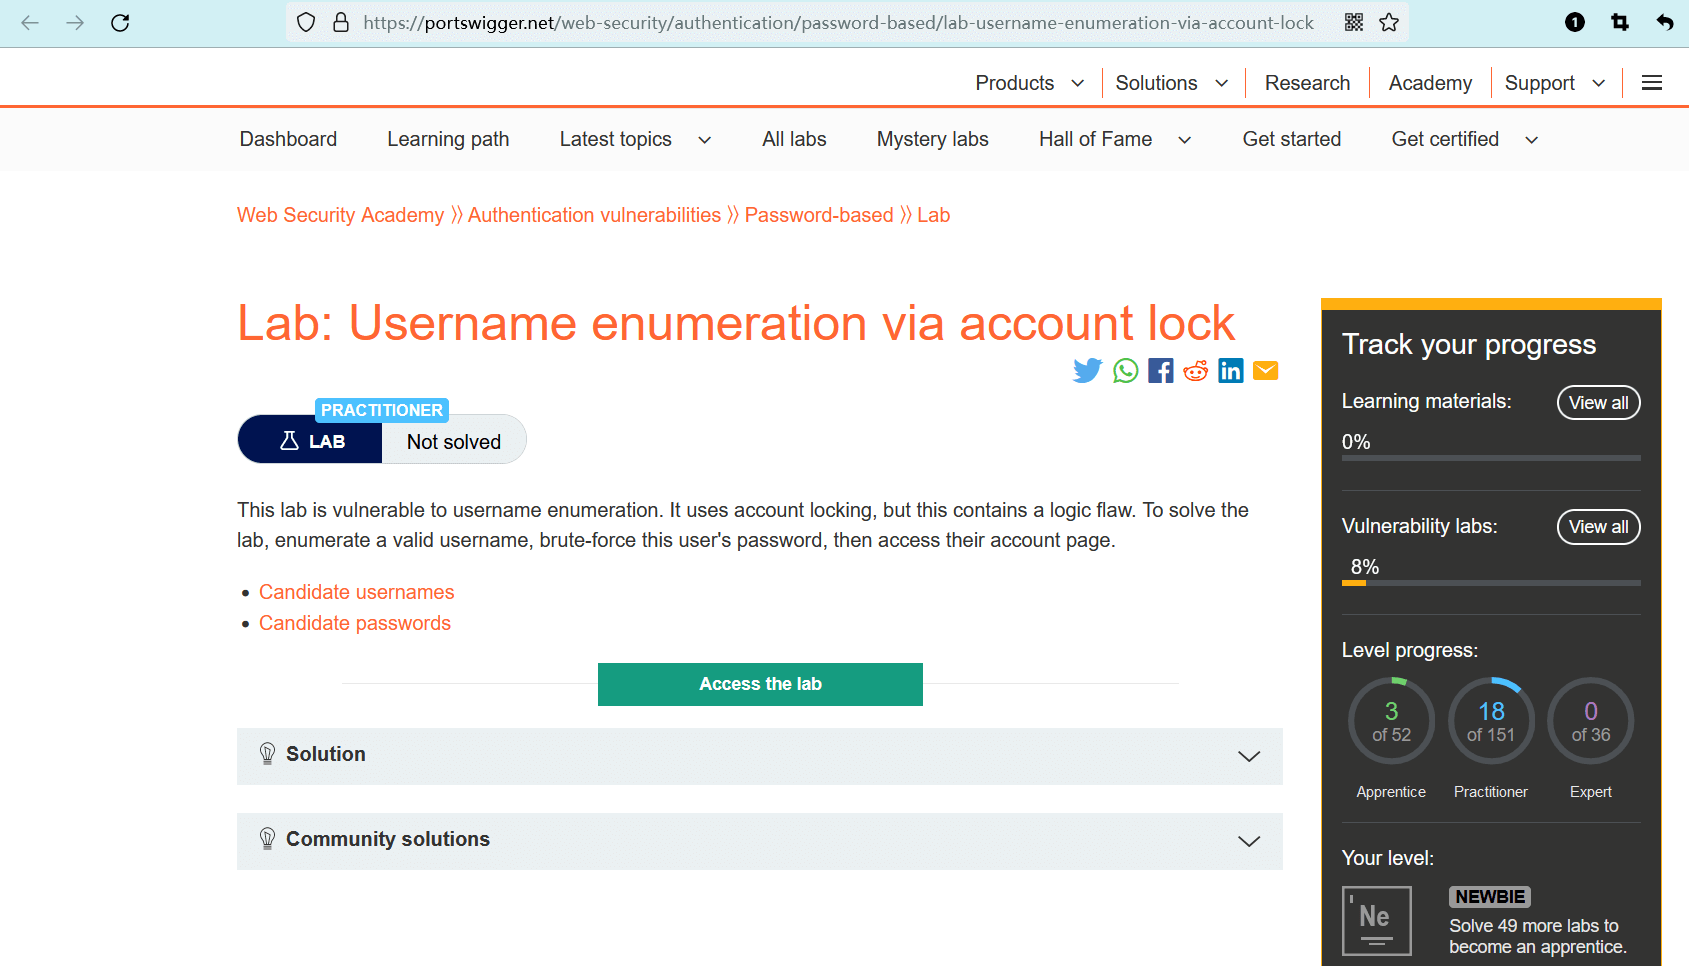 https://portswigger.net/web-security/authentication/password-based/lab-username-enumeration-via-account-lock
1
Products
Solutions
Research
Academy
Support
Dashboard
Learning path
Latest topics
All labs
Mystery labs
Hall of Fame
Get started
Get certified
Web Security Academy » Authentication vulnerabilities » Password-based » Lab
Lab: Username enumeration via account lock
PRACTITIONER
LAB
Not solved
This lab is vulnerable to username enumeration. It uses account locking, but this contains a logic flaw. To solve the
lab, enumerate a valid username, brute-force this user's password, then access their account page.
• Candidate usernames
• Candidate passwords
Access the lab
Solution
Community solutions
Track your progress
Learning materials:
View all
0%
Vulnerability labs:
View all
8%
Level progress:
3
of 52
18
of 151
0
of 36
Apprentice
Practitioner
Expert
Your level:
Ne
NEWBIE
Solve 49 more labs to
become an apprentice.